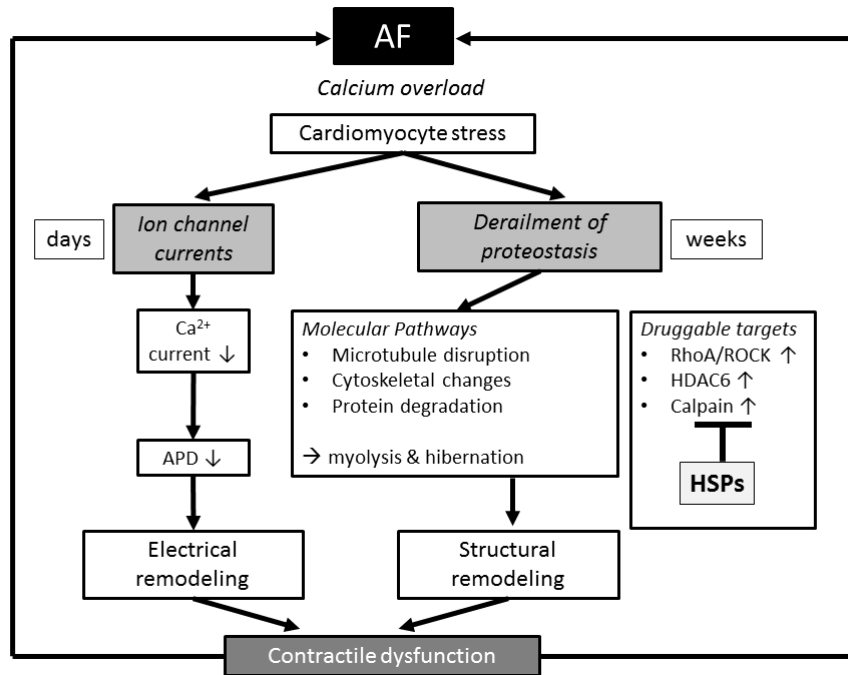 AF
Calcium overload
Cardiomyocyte stress
days
Ion channel
currents
Derailment of
proteostasis
weeks
Ca²⁺
current ↓
APD ↓
Electrical
remodeling
Molecular Pathways
• Microtubule disruption
• Cytoskeletal changes
• Protein degradation
→ myolysis & hibernation
Structural
remodeling
Druggable targets
• RhoA/ROCK ↑
• HDAC6 ↑
• Calpain ↑
HSPs
Contractile dysfunction